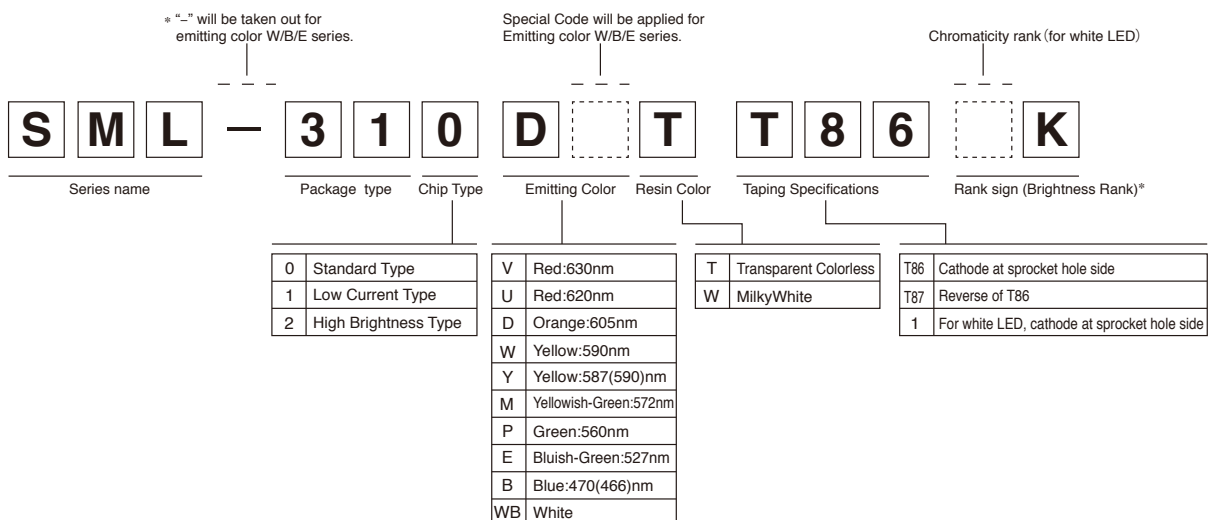 * “–” will be taken out for
emitting color W/B/E series.
Special Code will be applied for
Emitting color W/B/E series.
Chromaticity rank (for white LED)
S M L — 3 1 0 D T T 8 6 K
Series name
Package type
Chip Type
Emitting Color
Resin Color
Taping Specifications
Rank sign (Brightness Rank)*
0 Standard Type
1 Low Current Type
2 High Brightness Type
V Red:630nm
U Red:620nm
D Orange:605nm
W Yellow:590nm
Y Yellow:587(590)nm
M Yellowish-Green:572nm
P Green:560nm
E Bluish-Green:527nm
B Blue:470(466)nm
WB White
T Transparent Colorless
W MilkyWhite
T86 Cathode at sprocket hole side
T87 Reverse of T86
1 For white LED, cathode at sprocket hole side